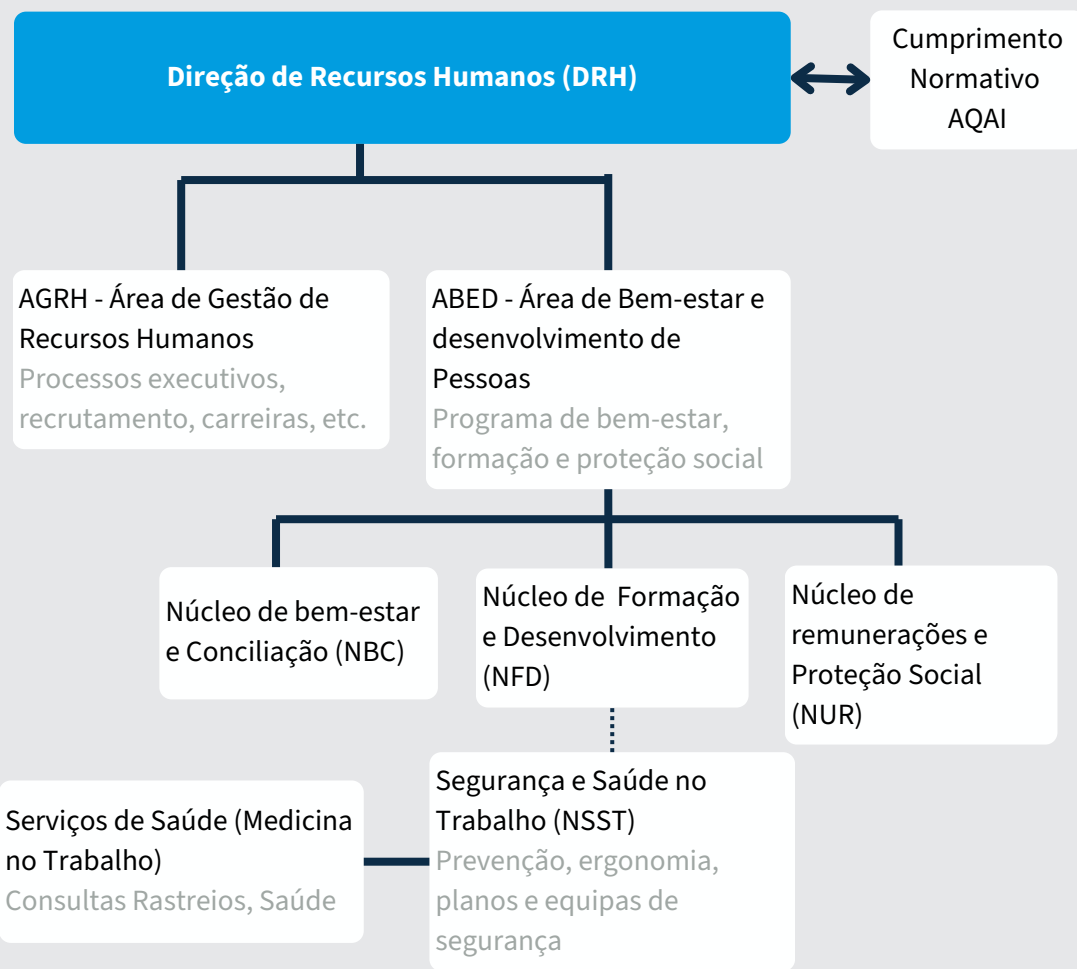 Direção de Recursos Humanos (DRH)
Cumprimento
Normativo
AQAI
AGRH - Área de Gestão de
Recursos Humanos
Processos executivos,
recrutamento, carreiras, etc.
ABED - Área de Bem-estar e
desenvolvimento de
Pessoas
Programa de bem-estar,
formação e proteção social
Núcleo de bem-estar
e Conciliação (NBC)
Núcleo de Formação
e Desenvolvimento
(NFD)
Núcleo de
remunerações e
Proteção Social
(NUR)
Serviços de Saúde (Medicina
no Trabalho)
Consultas Rastreios, Saúde
Segurança e Saúde no
Trabalho (NSST)
Prevenção, ergonomia,
planos e equipas de
segurança